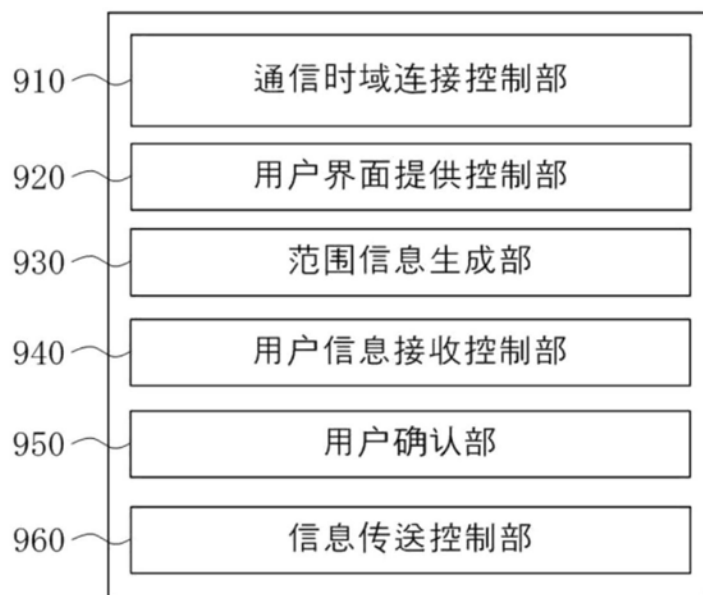 910 通信时域连接控制部
920 用户界面提供控制部
930 范围信息生成部
940 用户信息接收控制部
950 用户确认部
960 信息传送控制部